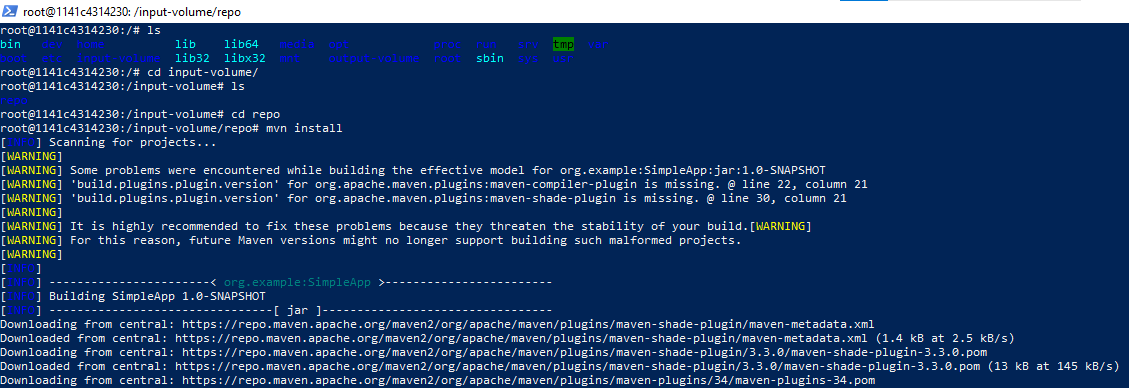 root@1141c4314230: /input-volume/repo
root@1141c4314230:/# ls
bin dev home lib lib64 media opt proc run srv tmp var
boot etc input-volume lib32 libx32 mnt output-volume root sbin sys usr
root@1141c4314230:/# cd input-volume/
root@1141c4314230:/input-volume# ls
repo
root@1141c4314230:/input-volume# cd repo
root@1141c4314230:/input-volume/repo# mvn install
[INFO] Scanning for projects...
[WARNING]
[WARNING] Some problems were encountered while building the effective model for org.example:SimpleApp:jar:1.0-SNAPSHOT
[WARNING] 'build.plugins.plugin.version' for org.apache.maven.plugins:maven-compiler-plugin is missing. @ line 22, column 21
[WARNING] 'build.plugins.plugin.version' for org.apache.maven.plugins:maven-shade-plugin is missing. @ line 30, column 21
[WARNING]
[WARNING] It is highly recommended to fix these problems because they threaten the stability of your build.[WARNING]
[WARNING] For this reason, future Maven versions might no longer support building such malformed projects.
[WARNING]
[INFO]
[INFO] -----------------------< org.example:SimpleApp >------------------------
[INFO] Building SimpleApp 1.0-SNAPSHOT
[INFO] --------------------------------[ jar ]---------------------------------
Downloading from central: https://repo.maven.apache.org/maven2/org/apache/maven/plugins/maven-shade-plugin/maven-metadata.xml
Downloaded from central: https://repo.maven.apache.org/maven2/org/apache/maven/plugins/maven-shade-plugin/maven-metadata.xml (1.4 kB at 2.5 kB/s)
Downloading from central: https://repo.maven.apache.org/maven2/org/apache/maven/plugins/maven-shade-plugin/3.3.0/maven-shade-plugin-3.3.0.pom
Downloaded from central: https://repo.maven.apache.org/maven2/org/apache/maven/plugins/maven-shade-plugin/3.3.0/maven-shade-plugin-3.3.0.pom (13 kB at 145 kB/s)
Downloading from central: https://repo.maven.apache.org/maven2/org/apache/maven/plugins/maven-plugins/34/maven-plugins-34.pom